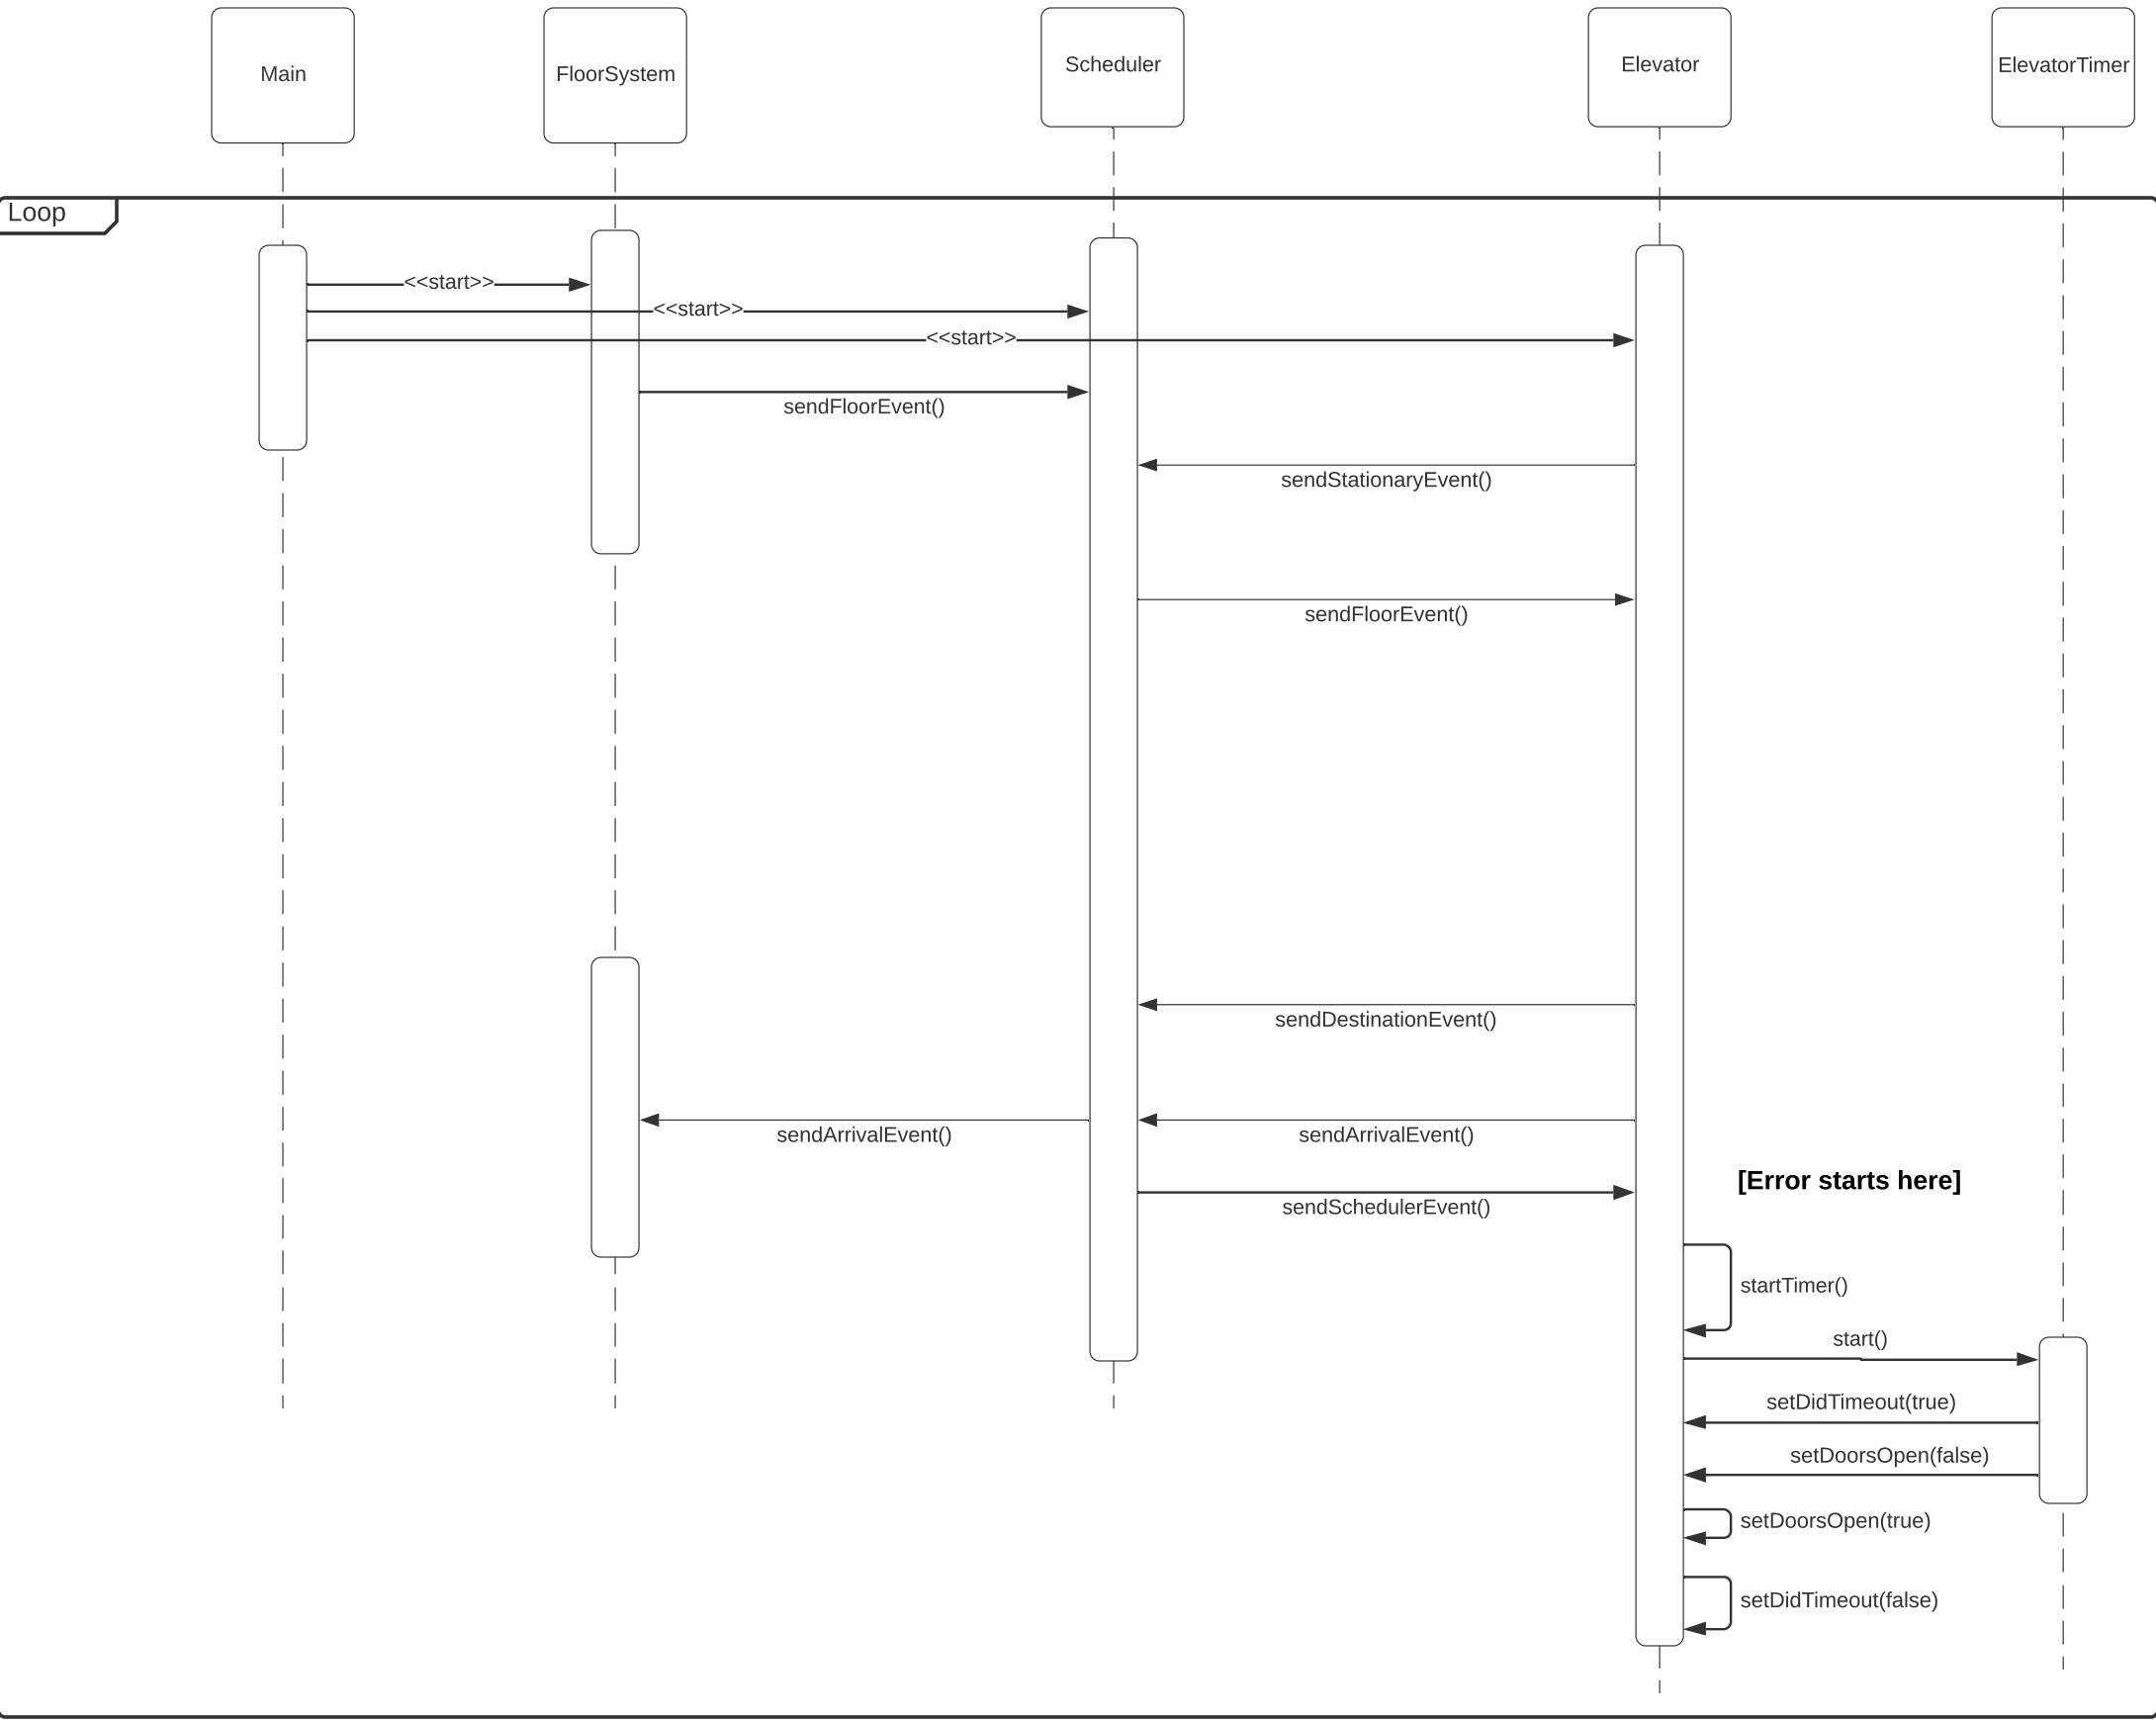 Main
FloorSystem
Scheduler
Elevator
ElevatorTimer
Loop
<<start>>
<<start>>
<<start>>
sendFloorEvent()
sendStationaryEvent()
sendFloorEvent()
sendDestinationEvent()
sendArrivalEvent()
sendArrivalEvent()
[Error starts here]
sendSchedulerEvent()
startTimer()
start()
setDidTimeout(true)
setDoorsOpen(false)
setDoorsOpen(true)
setDidTimeout(false)